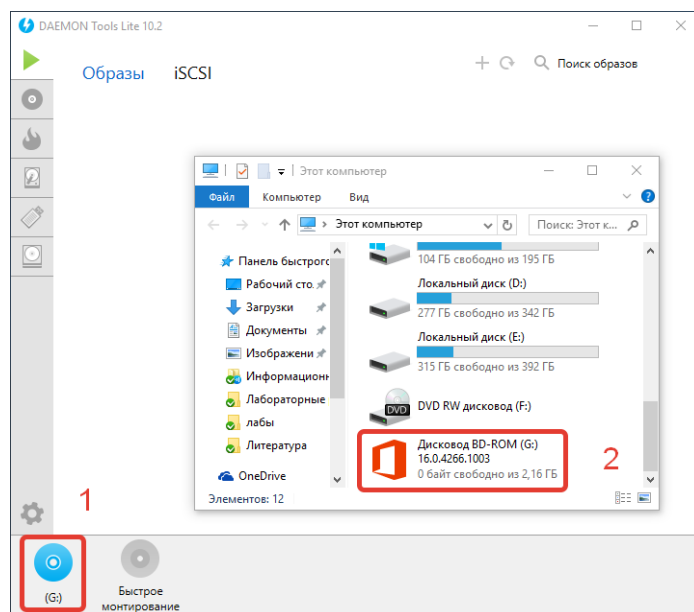 DAEMON Tools Lite 10.2
Образы iSCSI
Поиск образов
Этот компьютер
Файл Компьютер Вид
Этот компьютер
Поиск: Этот к...
Панель быстрого
Рабочий сто.
Загрузки
Документы
Изображени
Информационн
Лабораторные
лабы
Литература
OneDrive
104 ГБ свободно из 195 ГБ
Локальный диск (D:)
277 ГБ свободно из 342 ГБ
Локальный диск (E:)
315 ГБ свободно из 392 ГБ
DVD
DVD RW дисковод (F:)
Дисковод BD-ROM (G:)
16.0.4266.1003
0 байт свободно из 2,16 ГБ
2
Элементов: 12
1
(G:)
Быстрое
монтирование